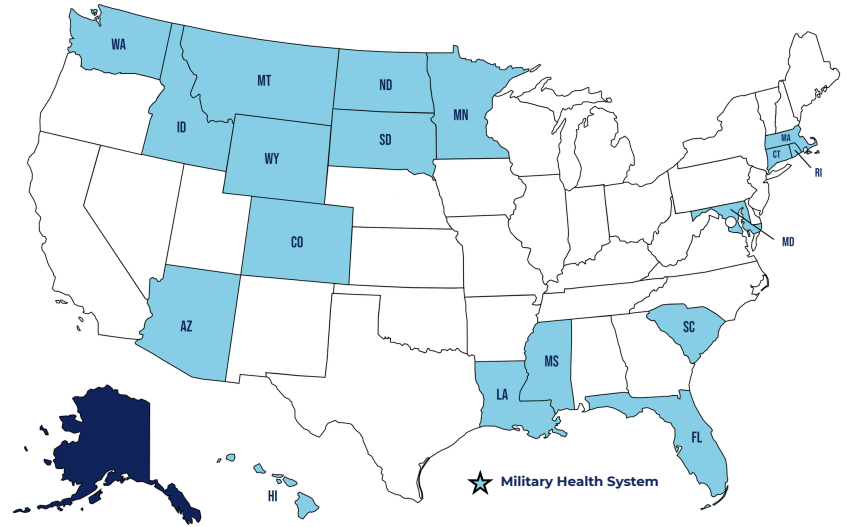 WA
MT
ND
MN
ID
SD
WY
MA
CT
RI
CO
MD
AZ
SC
MS
LA
FL
HI
Military Health System